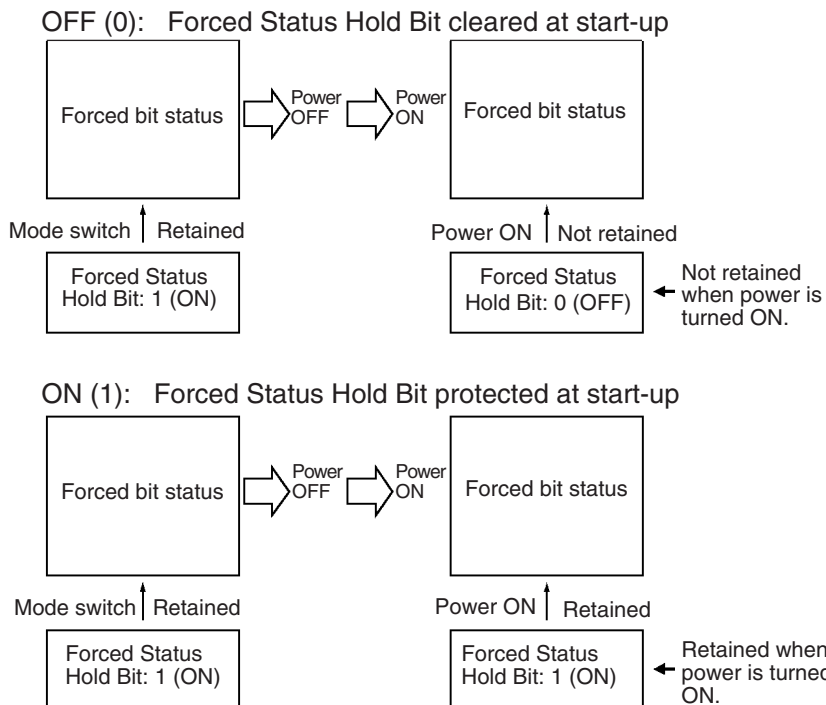 OFF (0): Forced Status Hold Bit cleared at start-up
Forced bit status
Power
OFF
Power
ON
Forced bit status
Mode switch
Retained
Power ON
Not retained
Forced Status
Hold Bit: 1 (ON)
Forced Status
Hold Bit: 0 (OFF)
Not retained
when power is
turned ON.
ON (1): Forced Status Hold Bit protected at start-up
Forced bit status
Power
OFF
Power
ON
Forced bit status
Mode switch
Retained
Power ON
Retained
Forced Status
Hold Bit: 1 (ON)
Forced Status
Hold Bit: 1 (ON)
Retained when
power is turned
ON.